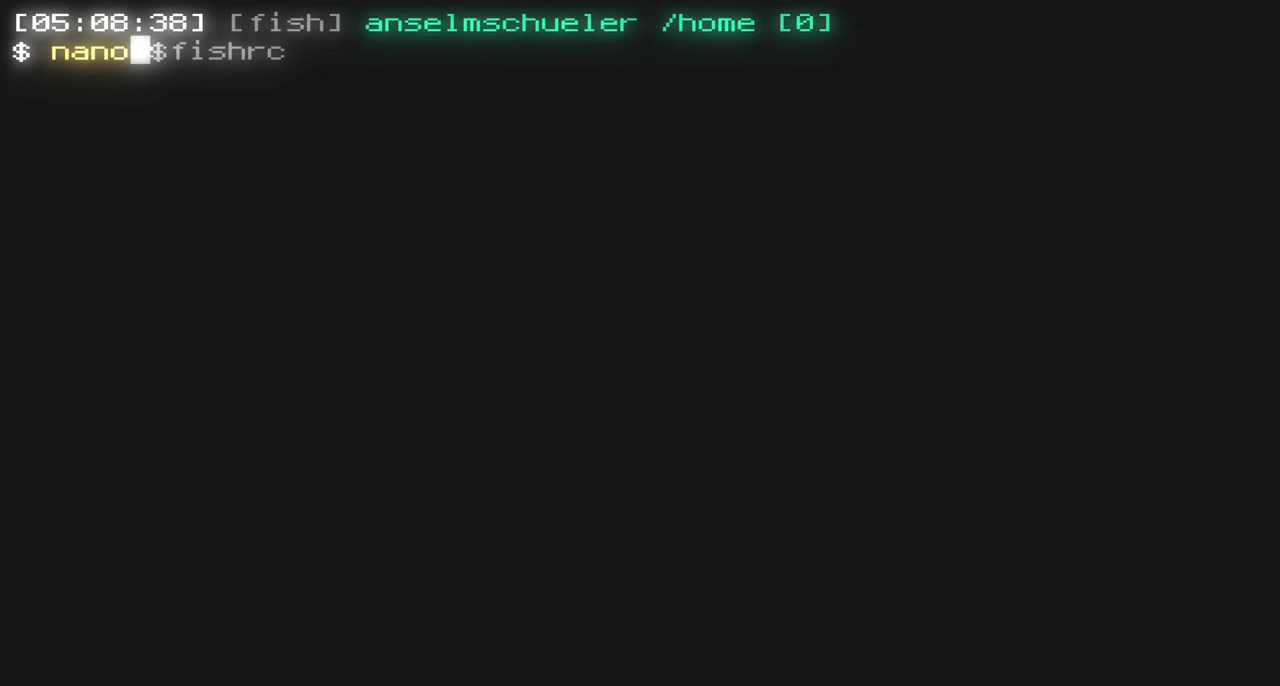 [05:08:38] [fish] anselmschueler /home [0]
$ nano $fishrc